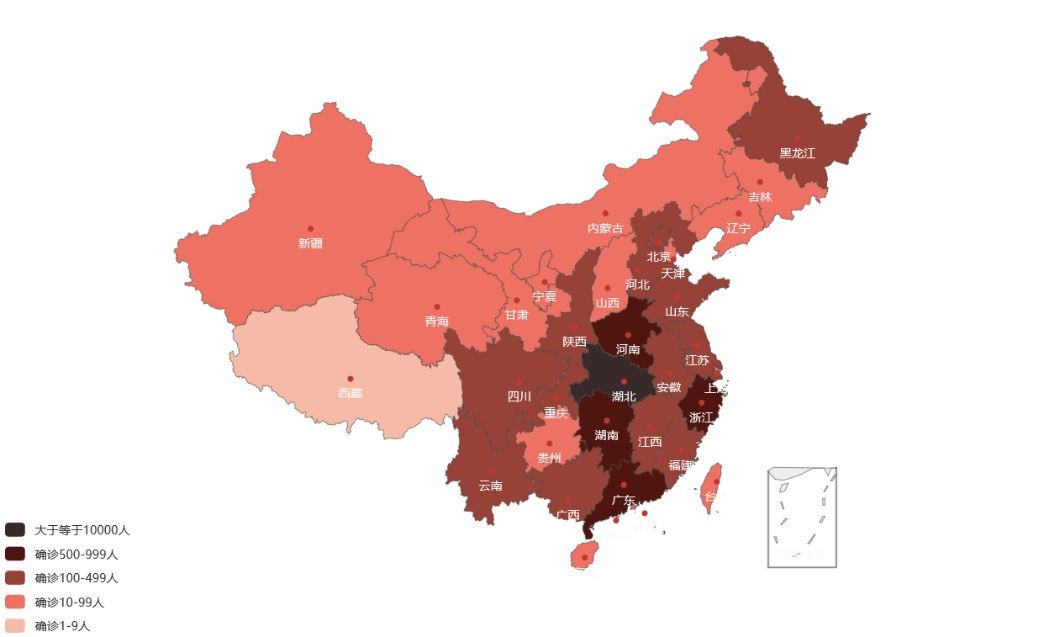 黑龙江
吉林
辽宁
内蒙古
新疆
北京
天津
河北
宁夏
山西
青海
甘肃
山东
陕西
河南
江苏
西藏
安徽
上
四川
湖北
重庆
浙江
湖南
江西
贵州
福建
云南
台
广东
广西
大于等于10000人
确诊500-999人
确诊100-499人
确诊10-99人
确诊1-9人